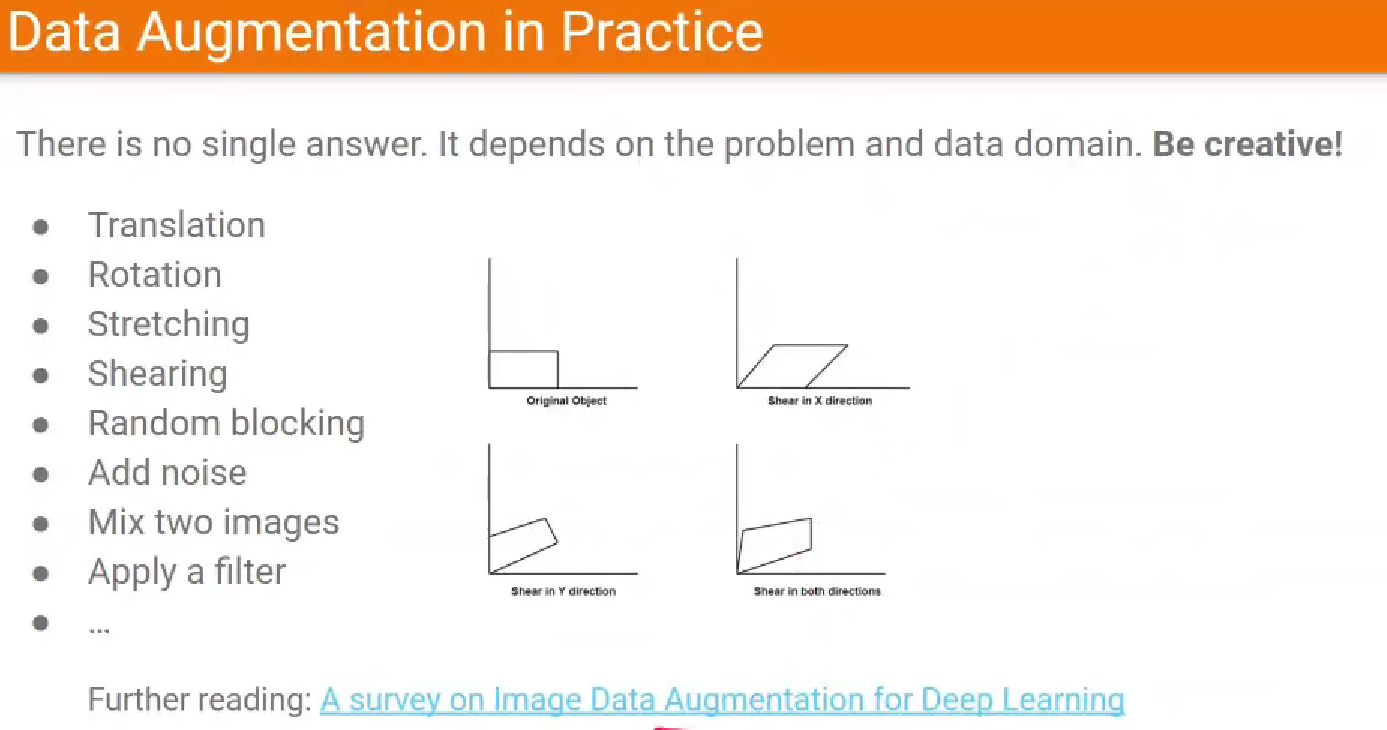 Data Augmentation in Practice
There is no single answer. It depends on the problem and data domain. Be creative!
● Translation
● Rotation
● Stretching
● Shearing
● Random blocking
● Add noise
● Mix two images
● Apply a filter
● ...
Original Object
Shear in X direction
Shear in Y direction
Shear in both directions
Further reading: A survey on Image Data Augmentation for Deep Learning